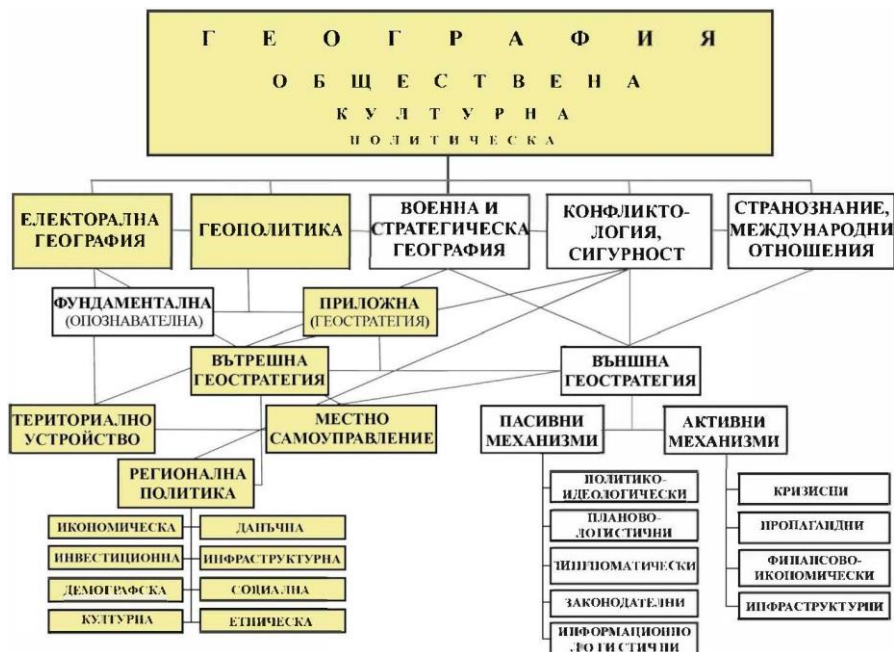 Г Е О Г Р А Ф И Я
О Б Щ Е С Т В Е Н А
К У Л Т У Р Н А
П О Л И Т И Ч Е С К А
ЕЛЕКТОРАЛНА
ГЕОГРАФИЯ
ГЕОПОЛИТИКА
ВОЕННА И
СТРАТЕГИЧЕСКА
ГЕОГРАФИЯ
КОНФЛИКТО-
ЛОГИЯ,
СИГУРНОСТ
СТРАНОЗНАНИЕ,
МЕЖДУНАРОДНИ
ОТНОШЕНИЯ
ФУНДАМЕНТАЛНА
(ОПОЗНАВАТЕЛНА)
ПРИЛОЖНА
(ГЕОСТРАТЕГИЯ)
ВЪТРЕШНА
ГЕОСТРАТЕГИЯ
ВЪНШНА
ГЕОСТРАТЕГИЯ
ТЕРИТОРИАЛНО
УСТРОЙСТВО
МЕСТНО
САМОУПРАВЛЕНИЕ
ПАСИВНИ
МЕХАНИЗМИ
АКТИВНИ
МЕХАНИЗМИ
РЕГИОНАЛНА
ПОЛИТИКА
ИКОНОМИЧЕСКА
ДАНЪЧНА
ИНВЕСТИЦИОННА
ИНФРАСТРУКТУРНА
ДЕМОГРАФСКА
СОЦИАЛНА
КУЛТУРНА
ЕТНИЧЕСКА
ПОЛИТИКО-
ИДЕОЛОГИЧЕСКИ
ПЛАНОВО-
ЛОГИСТИЧНИ
ДИПЛОМАТИЧЕСКИ
ЗАКОНОДАТЕЛНИ
ИНФОРМАЦИОННО
ЛОГИСТИЧНИ
КРИЗИСНИ
ПРОПАГАНДНИ
ФИНАНСОВО-
ИКОНОМИЧЕСКИ
ИНФРАСТРУКТУРНИ